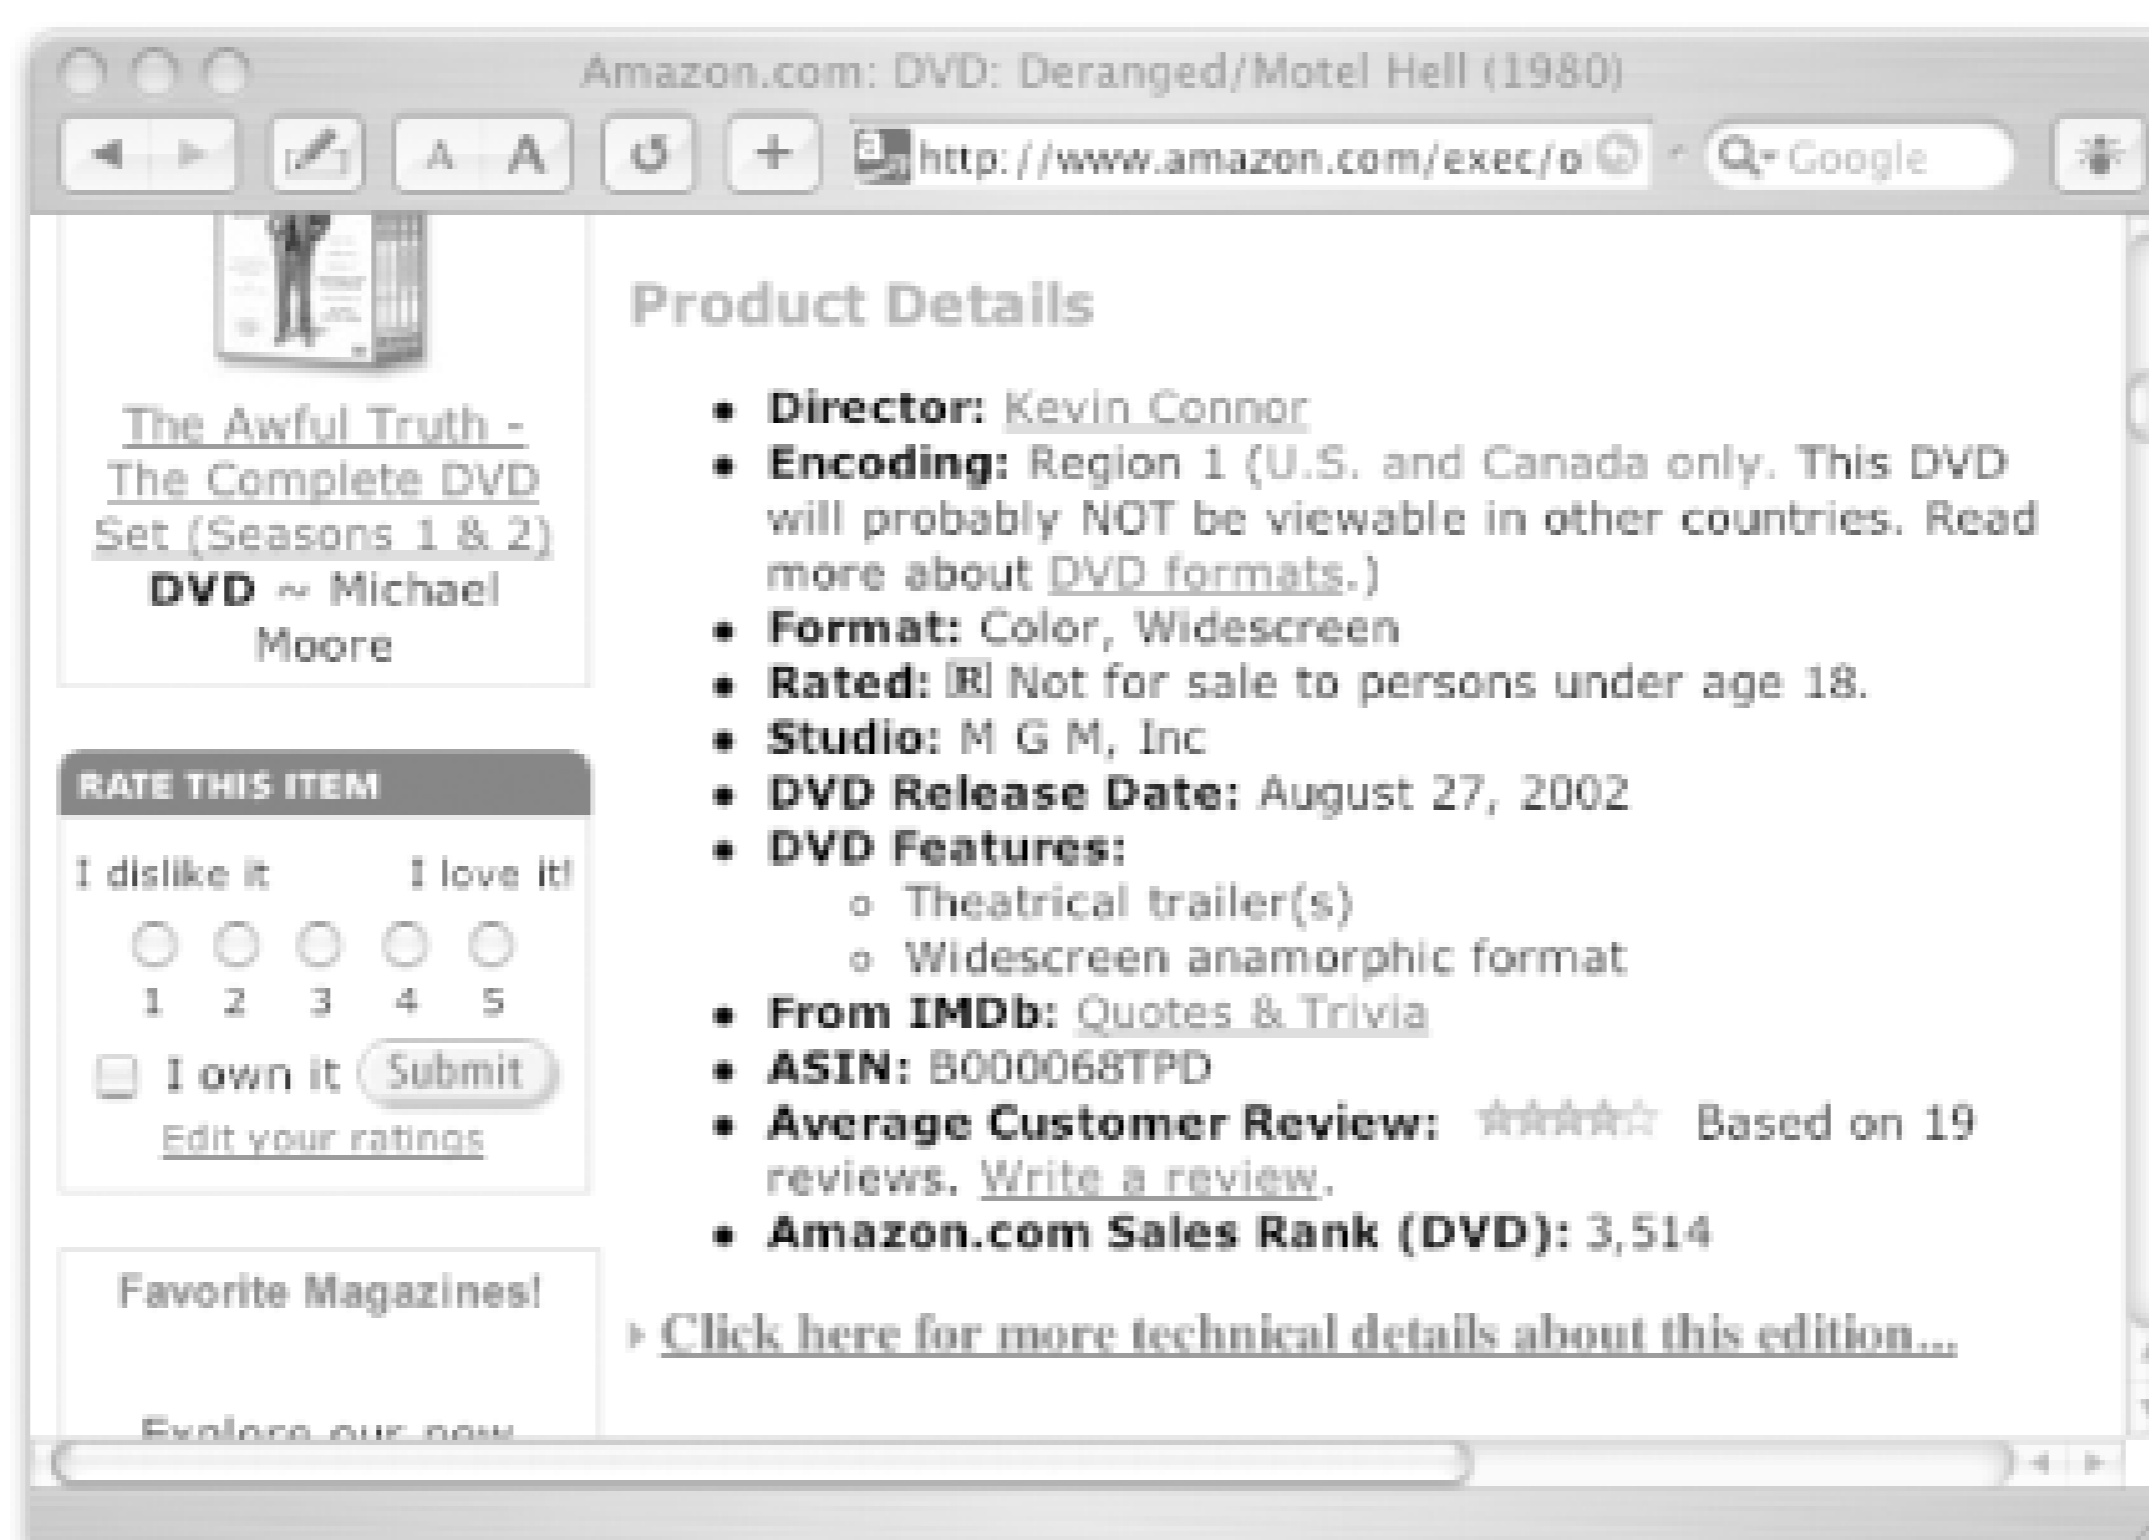 Amazon.com: DVD: Deranged/Motel Hell (1980)
A A http://www.amazon.com/exec/o Google
The Awful Truth -
The Complete DVD
Set (Seasons 1 & 2)
DVD ~ Michael
Moore
RATE THIS ITEM
I dislike it I love it!
1 2 3 4 5
I own it Submit
Edit your ratings
Favorite Magazines!
Explore our new
Product Details
• Director: Kevin Connor
• Encoding: Region 1 (U.S. and Canada only. This DVD
will probably NOT be viewable in other countries. Read
more about DVD formats.)
• Format: Color, Widescreen
• Rated: R Not for sale to persons under age 18.
• Studio: M G M, Inc
• DVD Release Date: August 27, 2002
• DVD Features:
Theatrical trailer(s)
Widescreen anamorphic format
• From IMDb: Quotes & Trivia
• ASIN: B000068TPD
• Average Customer Review: Based on 19
reviews. Write a review.
• Amazon.com Sales Rank (DVD): 3,514
Click here for more technical details about this edition...